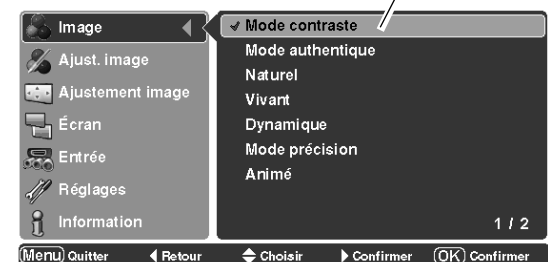 Image
Ajust. image
Ajustement image
Écran
Entrée
Réglages
Information
Mode contraste
Mode authentique
Naturel
Vivant
Dynamique
Mode précision
Animé
1 / 2
Menu Quitter Retour Choisir Confirmer OK Confirmer